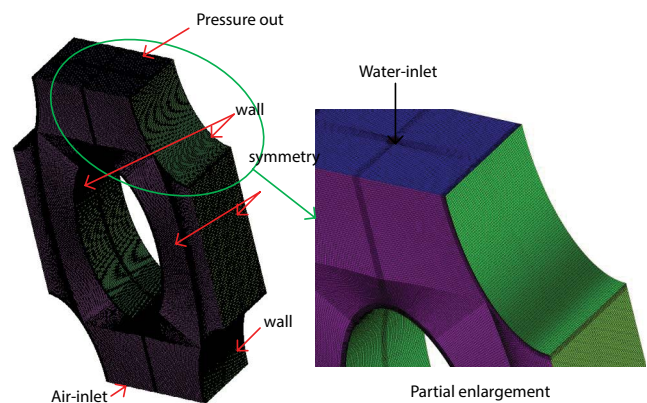 Pressure out
Water-inlet
wall
symmetry
wall
Air-inlet
Partial enlargement